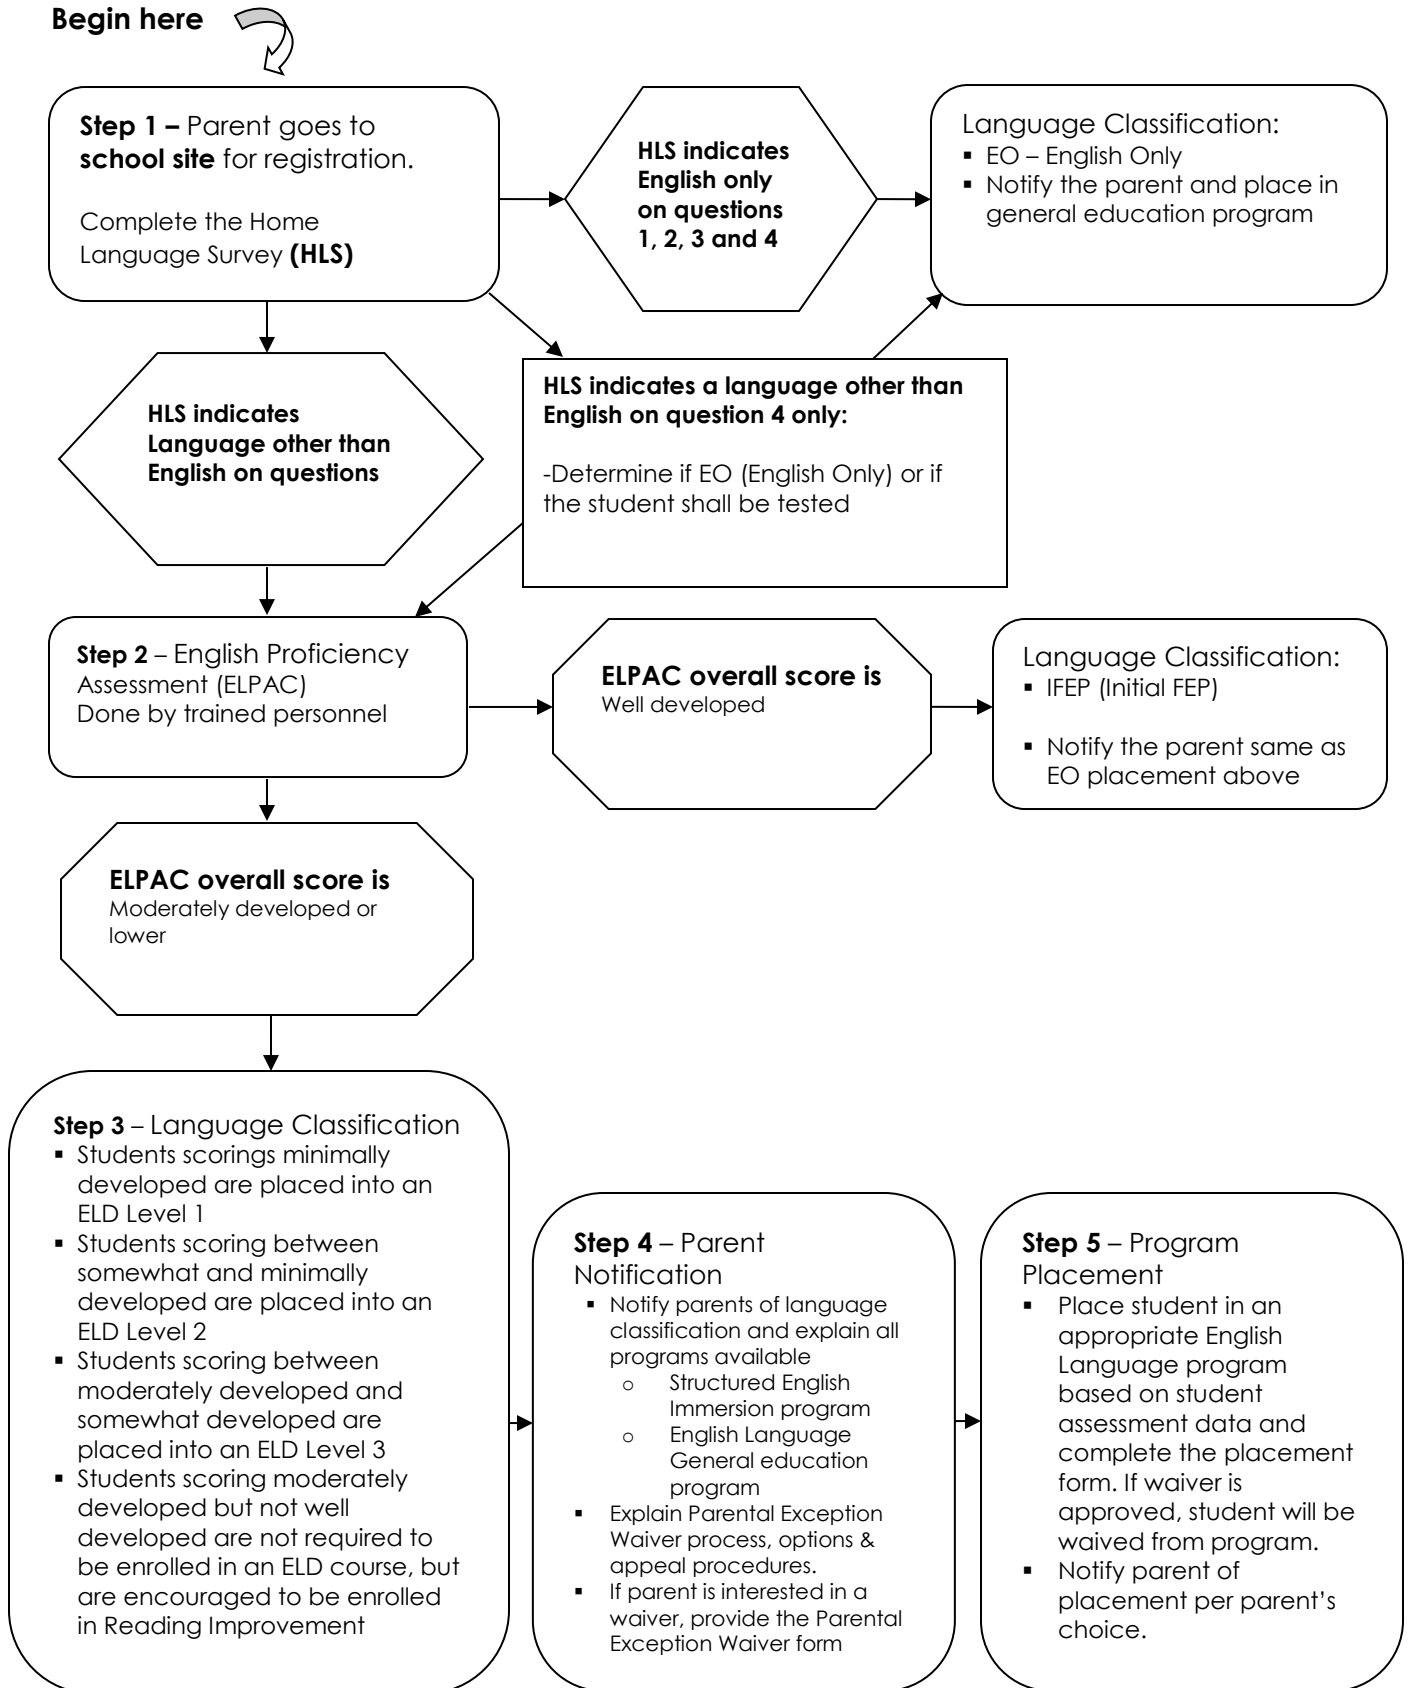 Begin here
Step 1 – Parent goes to
school site for registration.
Complete the Home
Language Survey (HLS)
HLS indicates
English only
on questions
1, 2, 3 and 4
Language Classification:
▪ EO – English Only
▪ Notify the parent and place in
general education program
HLS indicates
Language other than
English on questions
HLS indicates a language other than
English on question 4 only:
-Determine if EO (English Only) or if
the student shall be tested
Step 2 – English Proficiency
Assessment (ELPAC)
Done by trained personnel
ELPAC overall score is
Well developed
Language Classification:
▪ IFEP (Initial FEP)
▪ Notify the parent same as
EO placement above
ELPAC overall score is
Moderately developed or
lower
Step 3 – Language Classification
▪ Students scorings minimally
developed are placed into an
ELD Level 1
▪ Students scoring between
somewhat and minimally
developed are placed into an
ELD Level 2
▪ Students scoring between
moderately developed and
somewhat developed are
placed into an ELD Level 3
▪ Students scoring moderately
developed but not well
developed are not required to
be enrolled in an ELD course, but
are encouraged to be enrolled
in Reading Improvement
Step 4 – Parent
Notification
▪ Notify parents of language
classification and explain all
programs available
o Structured English
Immersion program
o English Language
General education
program
▪ Explain Parental Exception
Waiver process, options &
appeal procedures.
▪ If parent is interested in a
waiver, provide the Parental
Exception Waiver form
Step 5 – Program
Placement
▪ Place student in an
appropriate English
Language program
based on student
assessment data and
complete the placement
form. If waiver is
approved, student will be
waived from program.
▪ Notify parent of
placement per parent’s
choice.